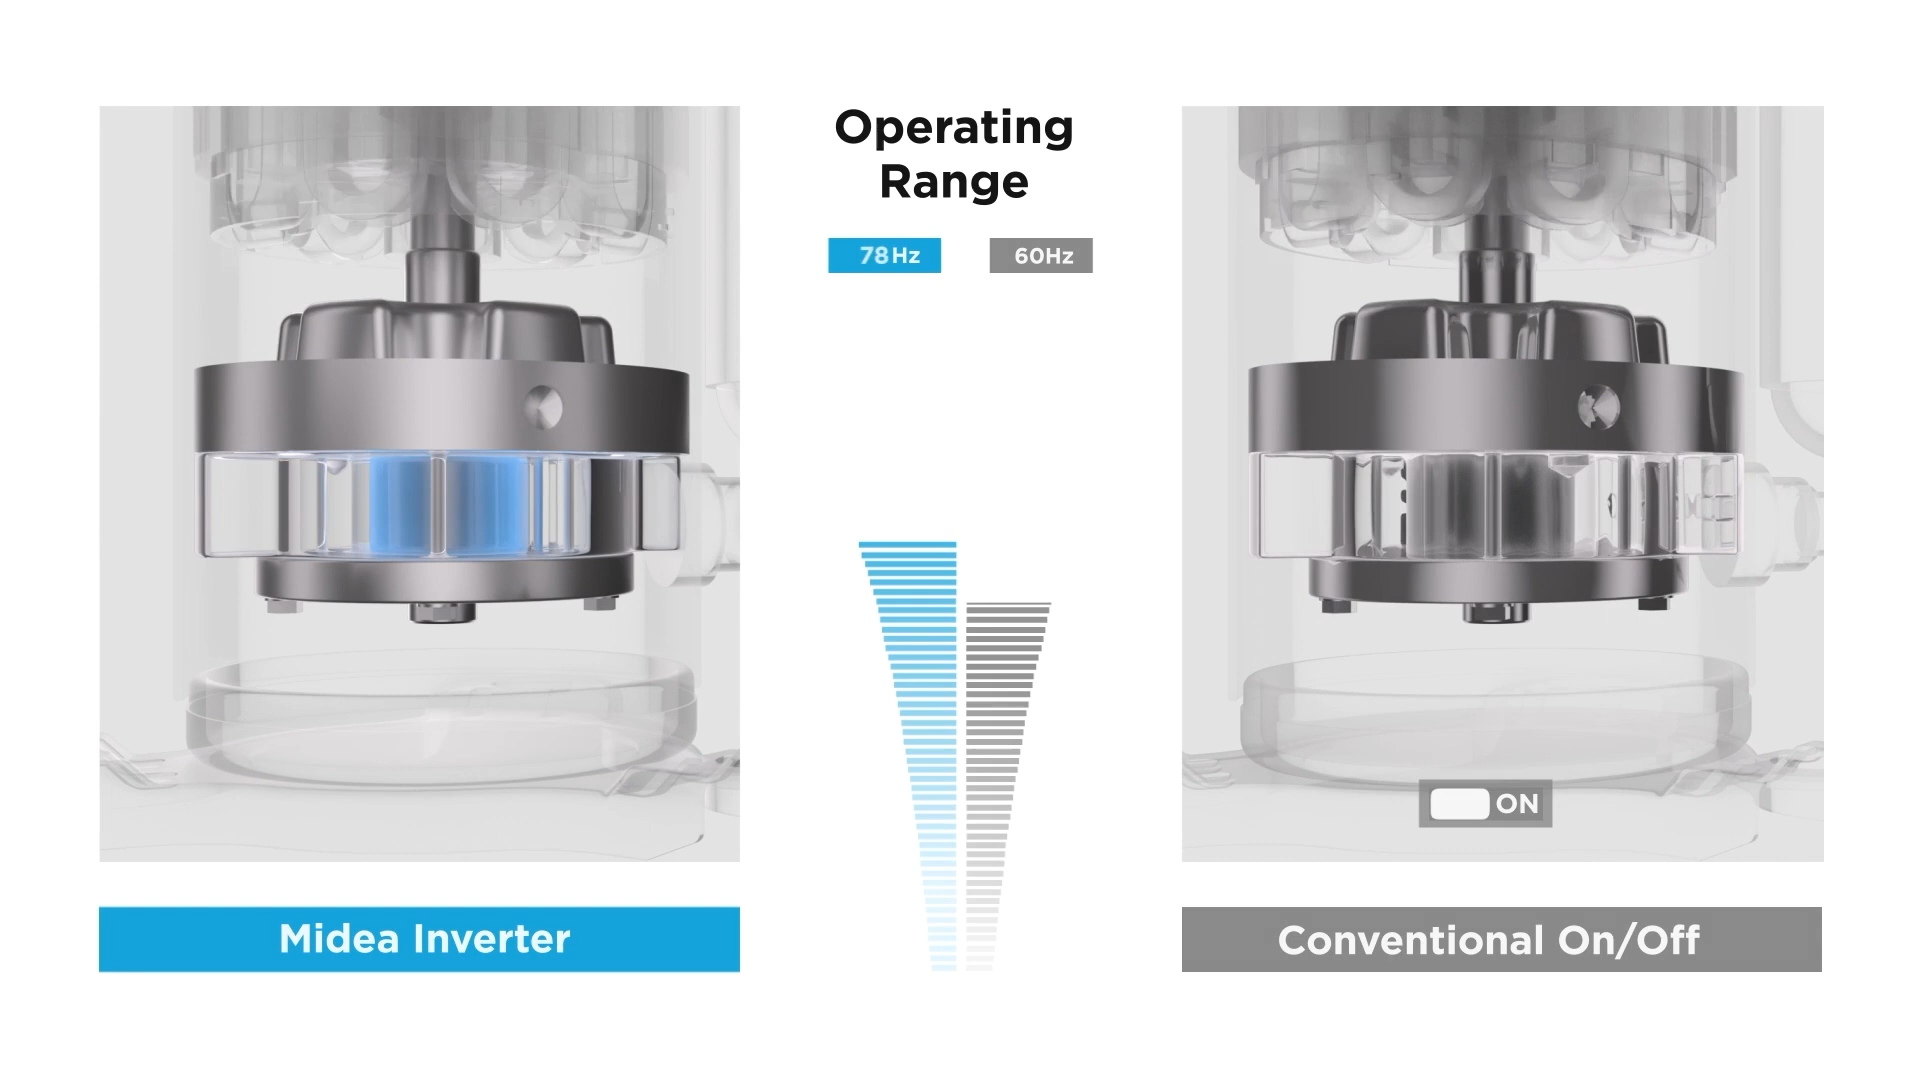 Operating
Range
78Hz
60Hz
ON
Midea Inverter
Conventional On/Off